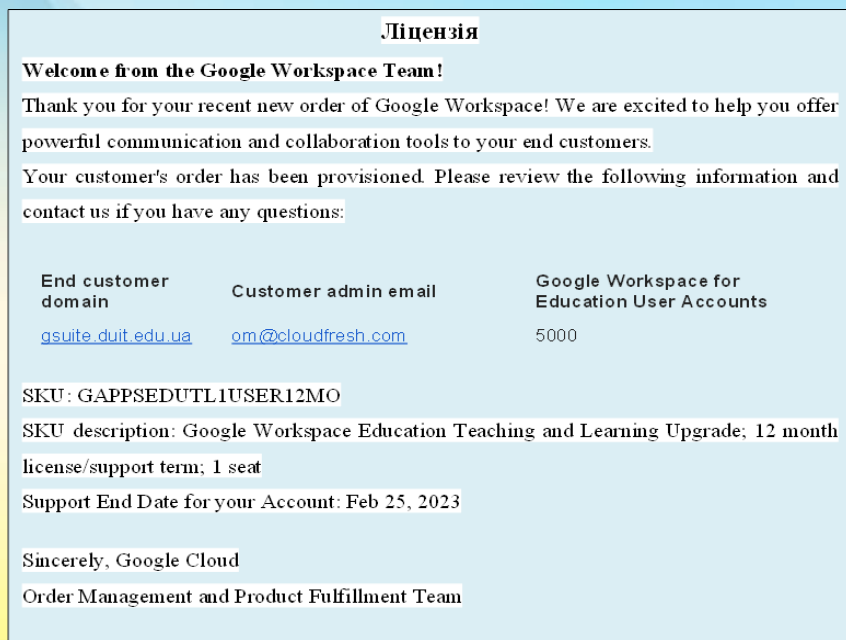 Ліцензія
Welcome from the Google Workspace Team!
Thank you for your recent new order of Google Workspace! We are excited to help you offer
powerful communication and collaboration tools to your end customers.
Your customer's order has been provisioned. Please review the following information and
contact us if you have any questions:
End customer
domain
Customer admin email
Google Workspace for
Education User Accounts
gsuite.duit.edu.ua
om@cloudfresh.com
5000
SKU: GAPPSEDUTL1USER12MO
SKU description: Google Workspace Education Teaching and Learning Upgrade; 12 month
license/support term; 1 seat
Support End Date for your Account: Feb 25, 2023
Sincerely, Google Cloud
Order Management and Product Fulfillment Team